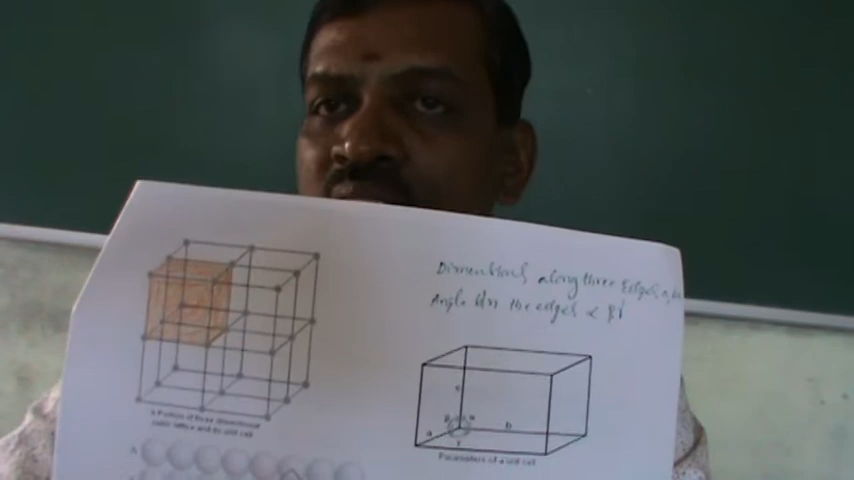 Dimensions along three Edges a, b
Angle b/n the edges α β γ
c
β α
a b
γ
A Portion of three dimensional
cubic lattice and its unit cell
Parameters of a unit cell
A